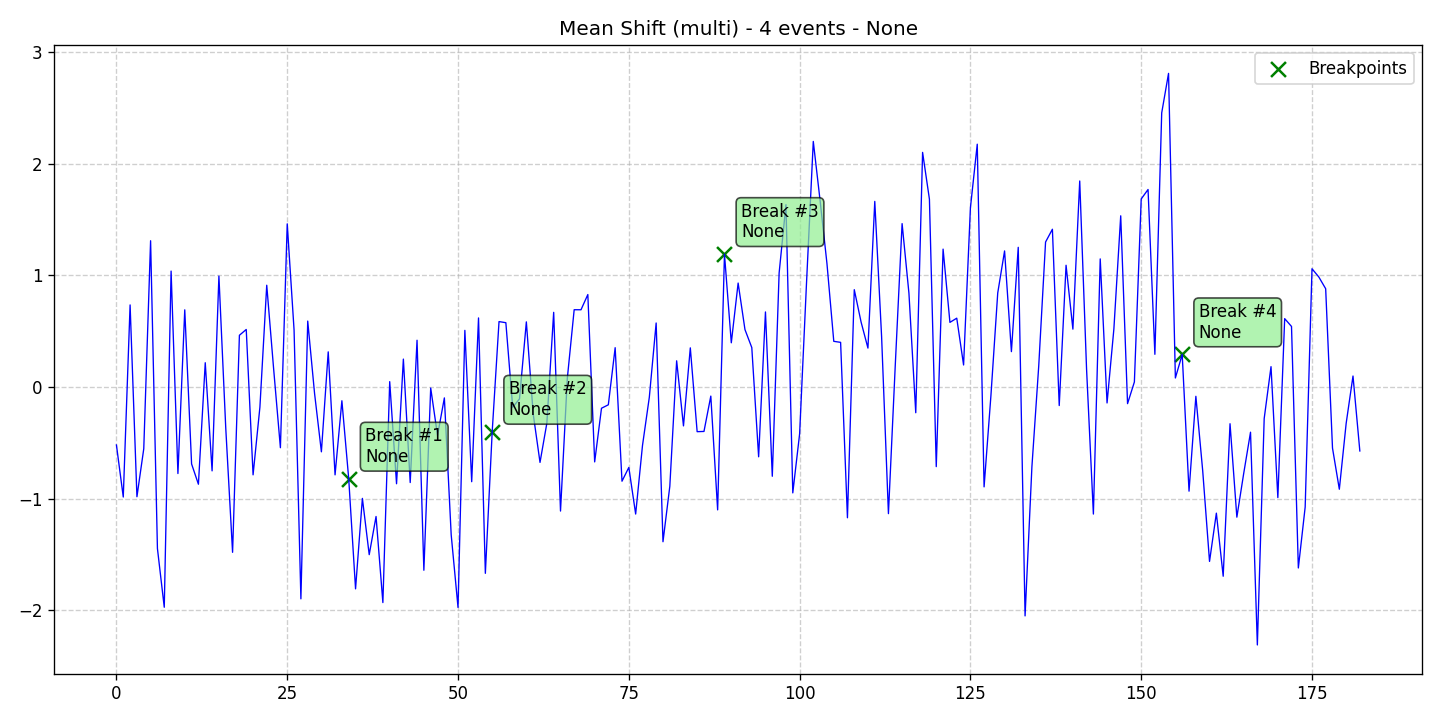 Mean Shift (multi) - 4 events - None
Breakpoints
Break #3
None
Break #4
None
Break #2
None
Break #1
None
3
2
1
0
−1
−2
0
25
50
75
100
125
150
175